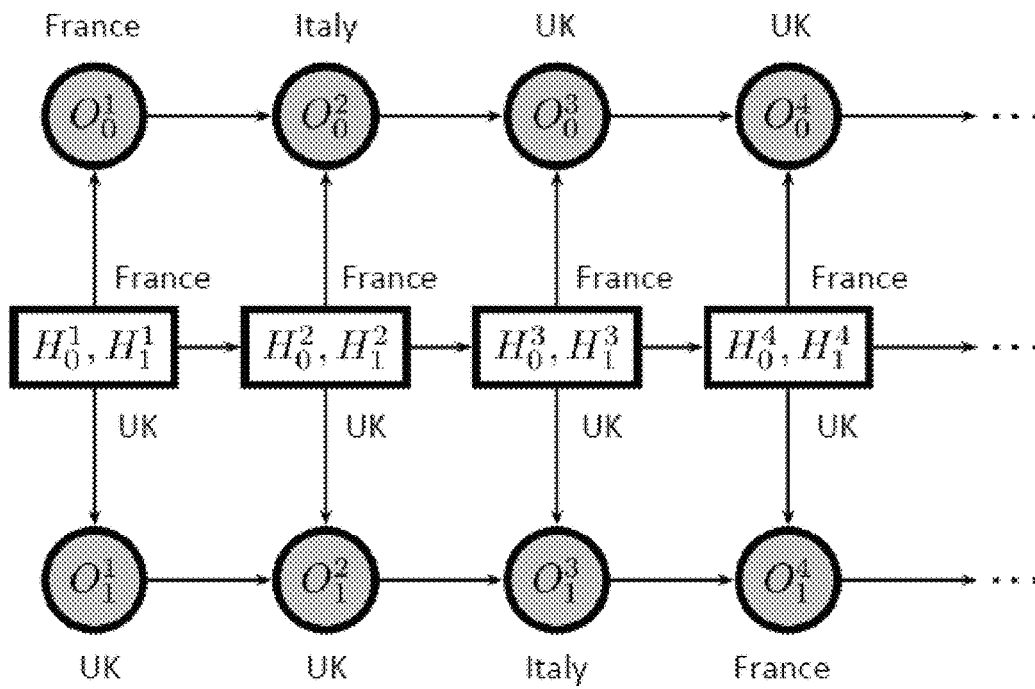 France Italy UK UK
O_0^1 O_0^2 O_0^3 O_0^4 ...
France France France France
H_0^1, H_1^1 H_0^2, H_1^2 H_0^3, H_1^3 H_0^4, H_1^4 ...
UK UK UK UK
O_1^1 O_1^2 O_1^3 O_1^4 ...
UK UK Italy France